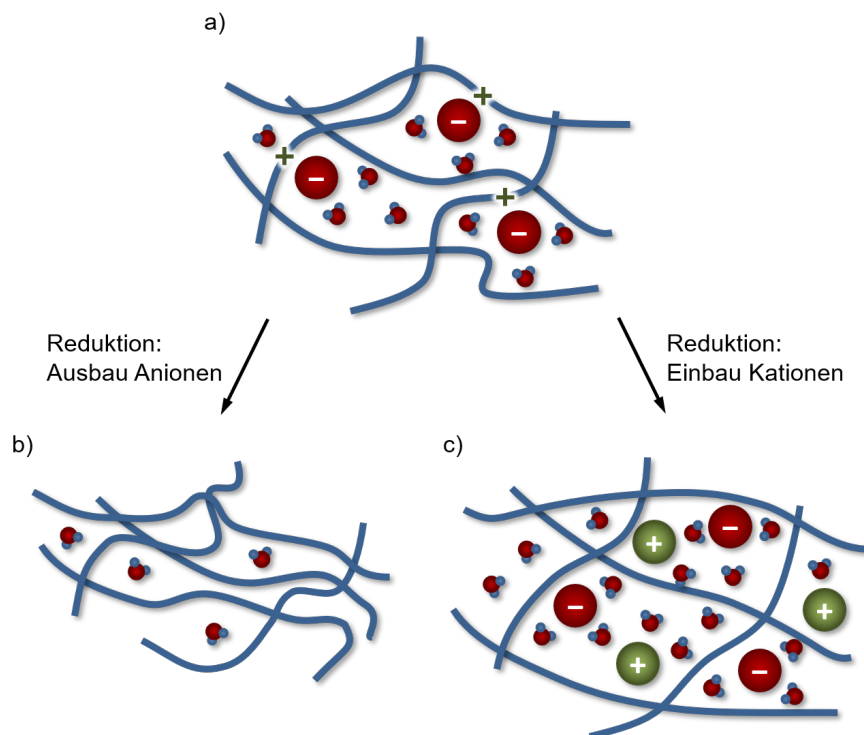 a)
+
−
+
−
+
−
Reduktion:
Ausbau Anionen
Reduktion:
Einbau Kationen
b)
c)
−
+
−
+
+
−